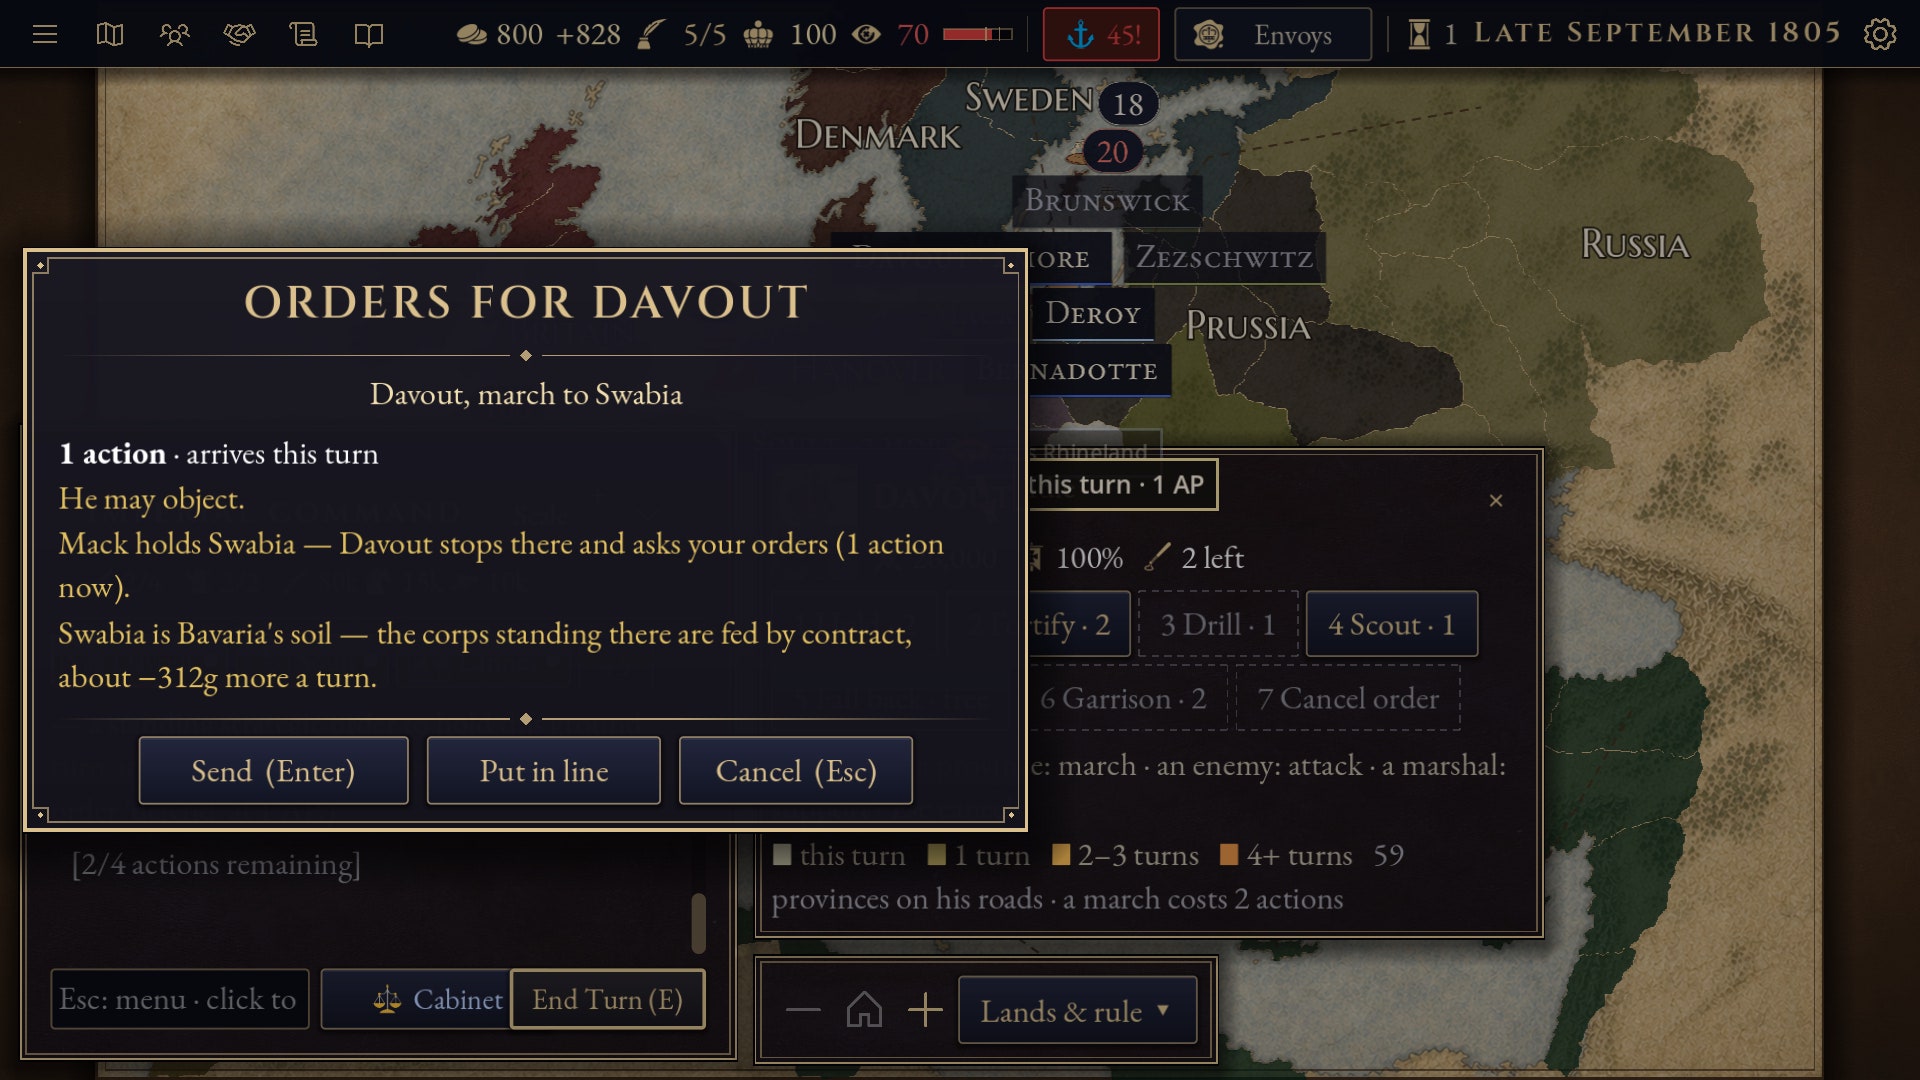 800 +828 5/5 100 70 45! Envoys 1 Late September 1805
Sweden 18
Denmark
20
Brunswick
Russia
Zezschwitz
Deroy
Prussia
Orders for Davout
Davout, march to Swabia
1 action · arrives this turn
He may object.
Mack holds Swabia — Davout stops there and asks your orders (1 action
now).
Swabia is Bavaria's soil — the corps standing there are fed by contract,
about −312g more a turn.
Send (Enter) Put in line Cancel (Esc)
Rhineland
this turn · 1 AP
×
100% 2 left
3 Drill · 1 4 Scout · 1
6 Garrison · 2 7 Cancel order
: march · an enemy: attack · a marshal:
this turn 1 turn 2–3 turns 4+ turns 59
provinces on his roads · a march costs 2 actions
[2/4 actions remaining]
Esc: menu · click to Cabinet End Turn (E)
Lands & rule ▼